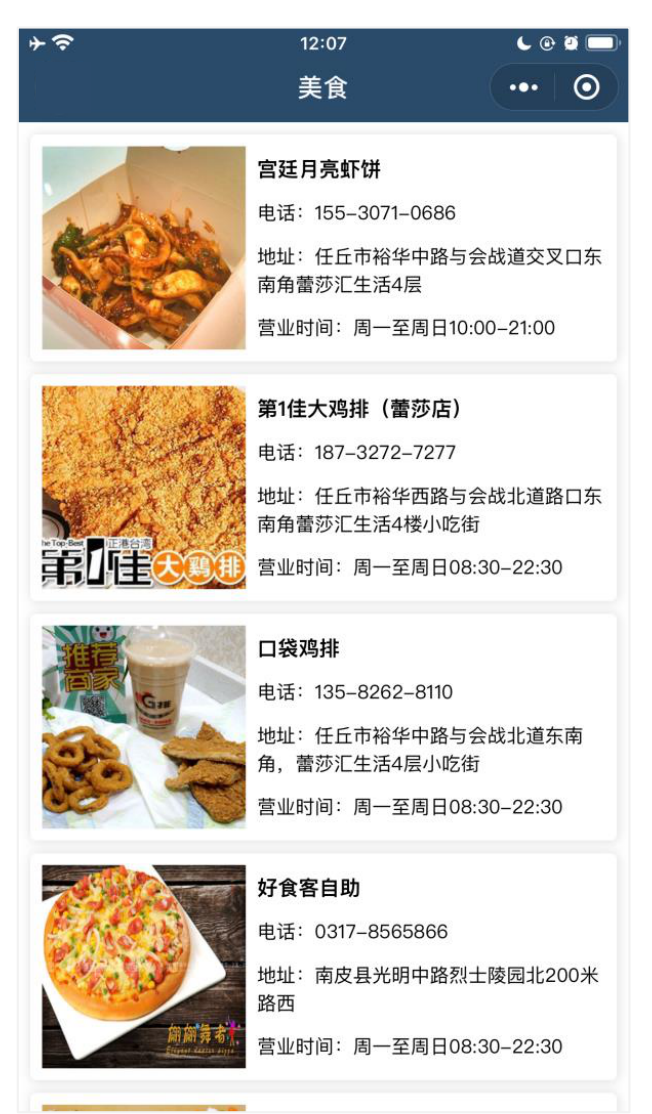 12:07
美食
宫廷月亮虾饼
电话：155-3071-0686
地址：任丘市裕华中路与会战道交叉口东
南角蕾莎汇生活4层
营业时间：周一至周日10:00-21:00
第1佳大鸡排（蕾莎店）
电话：187-3272-7277
地址：任丘市裕华西路与会战北道路口东
南角蕾莎汇生活4楼小吃街
营业时间：周一至周日08:30-22:30
he Top-Best
正港台湾
第1佳大鷄排
口袋鸡排
电话：135-8262-8110
地址：任丘市裕华中路与会战北道东南
角，蕾莎汇生活4层小吃街
营业时间：周一至周日08:30-22:30
推荐
商家
好食客自助
电话：0317-8565866
地址：南皮县光明中路烈士陵园北200米
路西
营业时间：周一至周日08:30-22:30